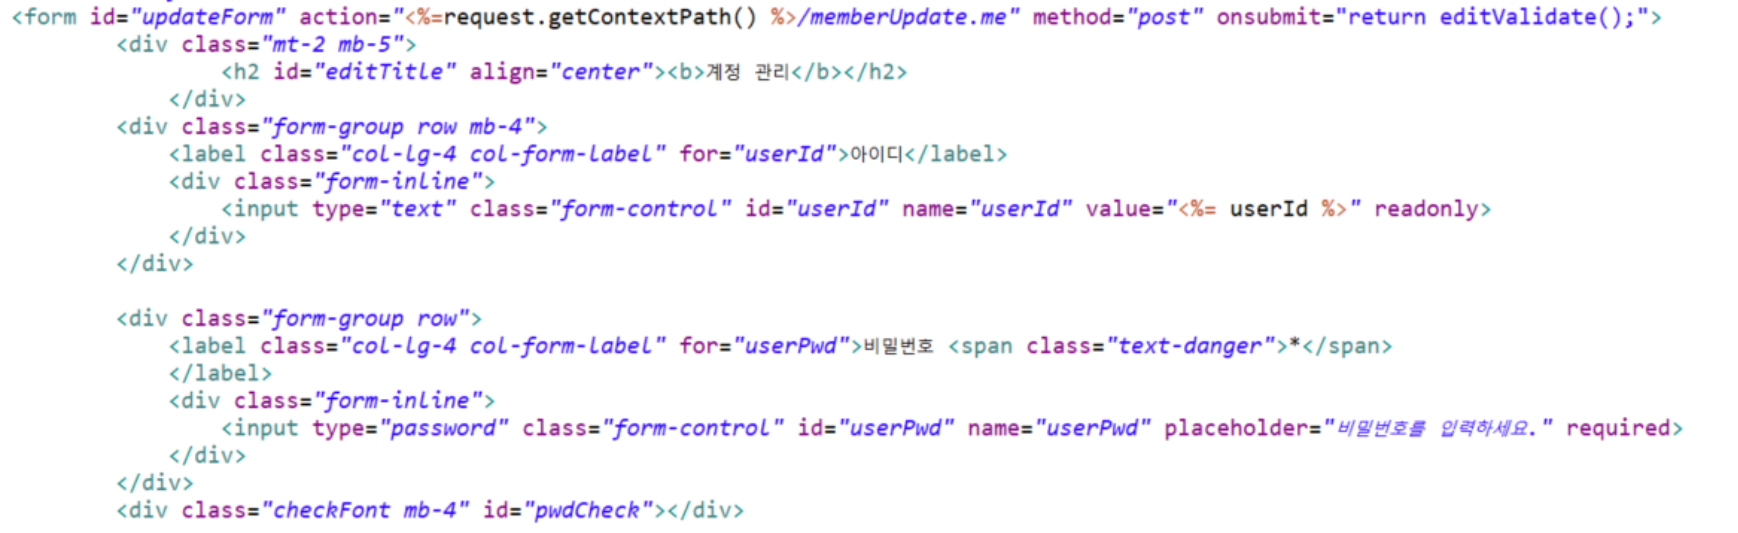 <form id="updateForm" action="<%=request.getContextPath() %>/memberUpdate.me" method="post" onsubmit="return editValidate();">
<div class="mt-2 mb-5">
<h2 id="editTitle" align="center"><b>계정 관리</b></h2>
</div>
<div class="form-group row mb-4">
<label class="col-lg-4 col-form-label" for="userId">아이디</label>
<div class="form-inline">
<input type="text" class="form-control" id="userId" name="userId" value="<%= userId %>" readonly>
</div>
</div>
<div class="form-group row">
<label class="col-lg-4 col-form-label" for="userPwd">비밀번호 <span class="text-danger">*</span>
</label>
<div class="form-inline">
<input type="password" class="form-control" id="userPwd" name="userPwd" placeholder="비밀번호를 입력하세요." required>
</div>
</div>
<div class="checkFont mb-4" id="pwdCheck"></div>